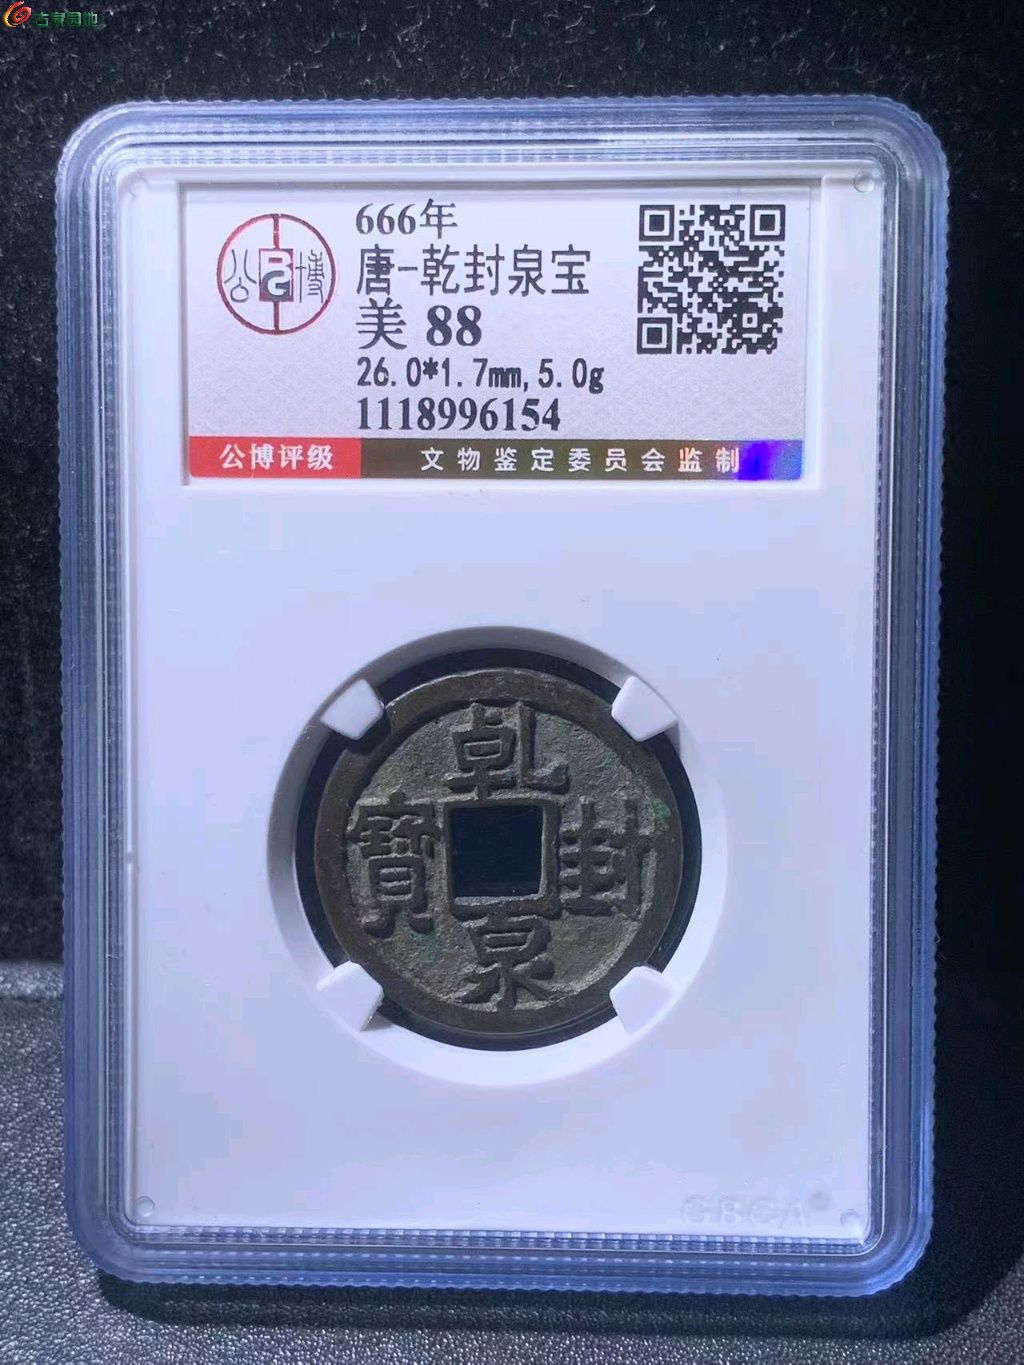 古泉园地
公博
666年
唐-乾封泉宝
美 88
26.0*1.7mm,5.0g
1118996154
公博评级
文物鉴定委员会监制
乾封泉寶
GBCA